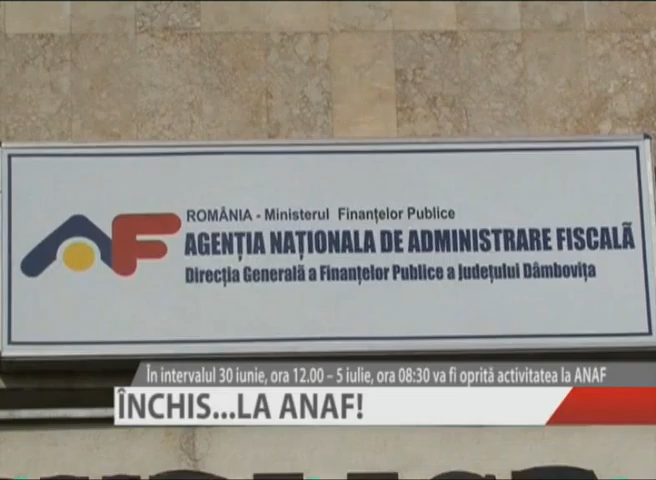 AF
ROMÂNIA - Ministerul Finanțelor Publice
AGENȚIA NAȚIONALA DE ADMINISTRARE FISCALĂ
Direcția Generală a Finanțelor Publice a Județului Dâmbovița
În intervalul 30 iunie, ora 12.00 – 5 iulie, ora 08:30 va fi oprită activitatea la ANAF
ÎNCHIS...LA ANAF!